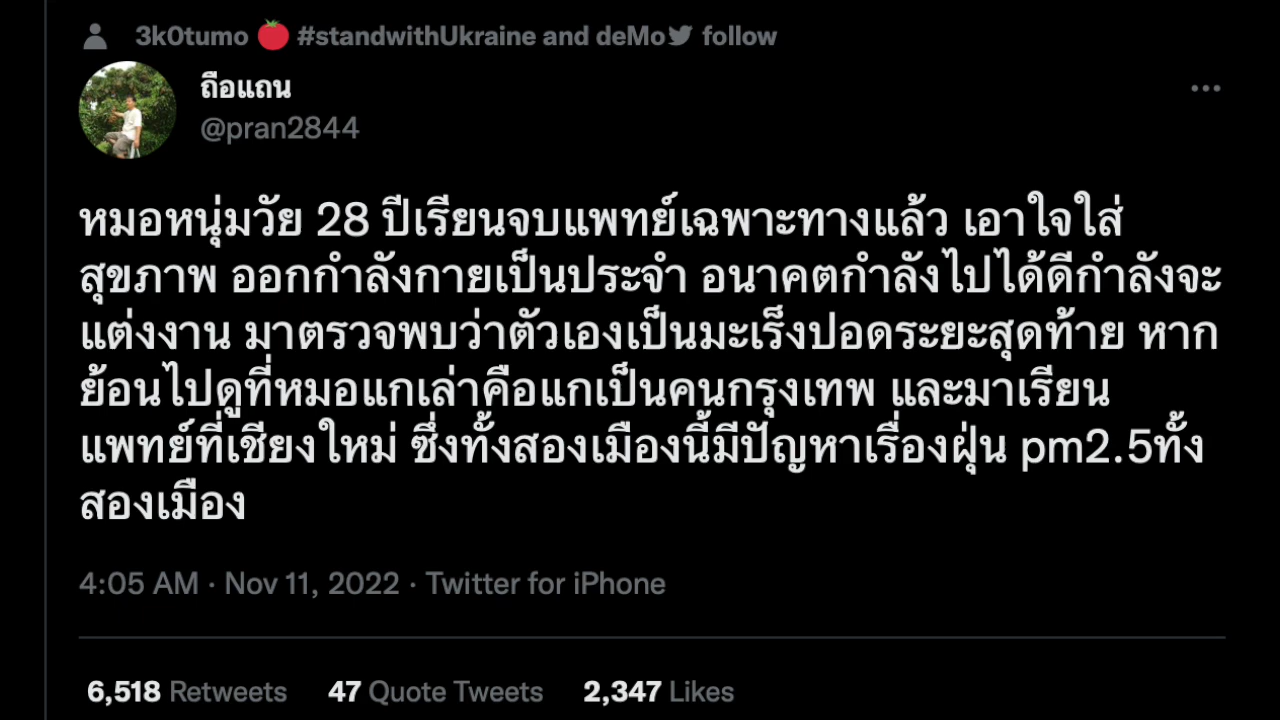 3k0tumo 🍅 #standwithUkraine and deMo follow
ถือแถน
@pran2844
หมอหนุ่มวัย 28 ปีเรียนจบแพทย์เฉพาะทางแล้ว เอาใจใส่
สุขภาพ ออกกำลังกายเป็นประจำ อนาคตกำลังไปได้ดีกำลังจะ
แต่งงาน มาตรวจพบว่าตัวเองเป็นมะเร็งปอดระยะสุดท้าย หาก
ย้อนไปดูที่หมอแกเล่าคือแกเป็นคนกรุงเทพ และมาเรียน
แพทย์ที่เชียงใหม่ ซึ่งทั้งสองเมืองนี้มีปัญหาเรื่องฝุ่น pm2.5ทั้ง
สองเมือง
4:05 AM · Nov 11, 2022 · Twitter for iPhone
6,518 Retweets 47 Quote Tweets 2,347 Likes